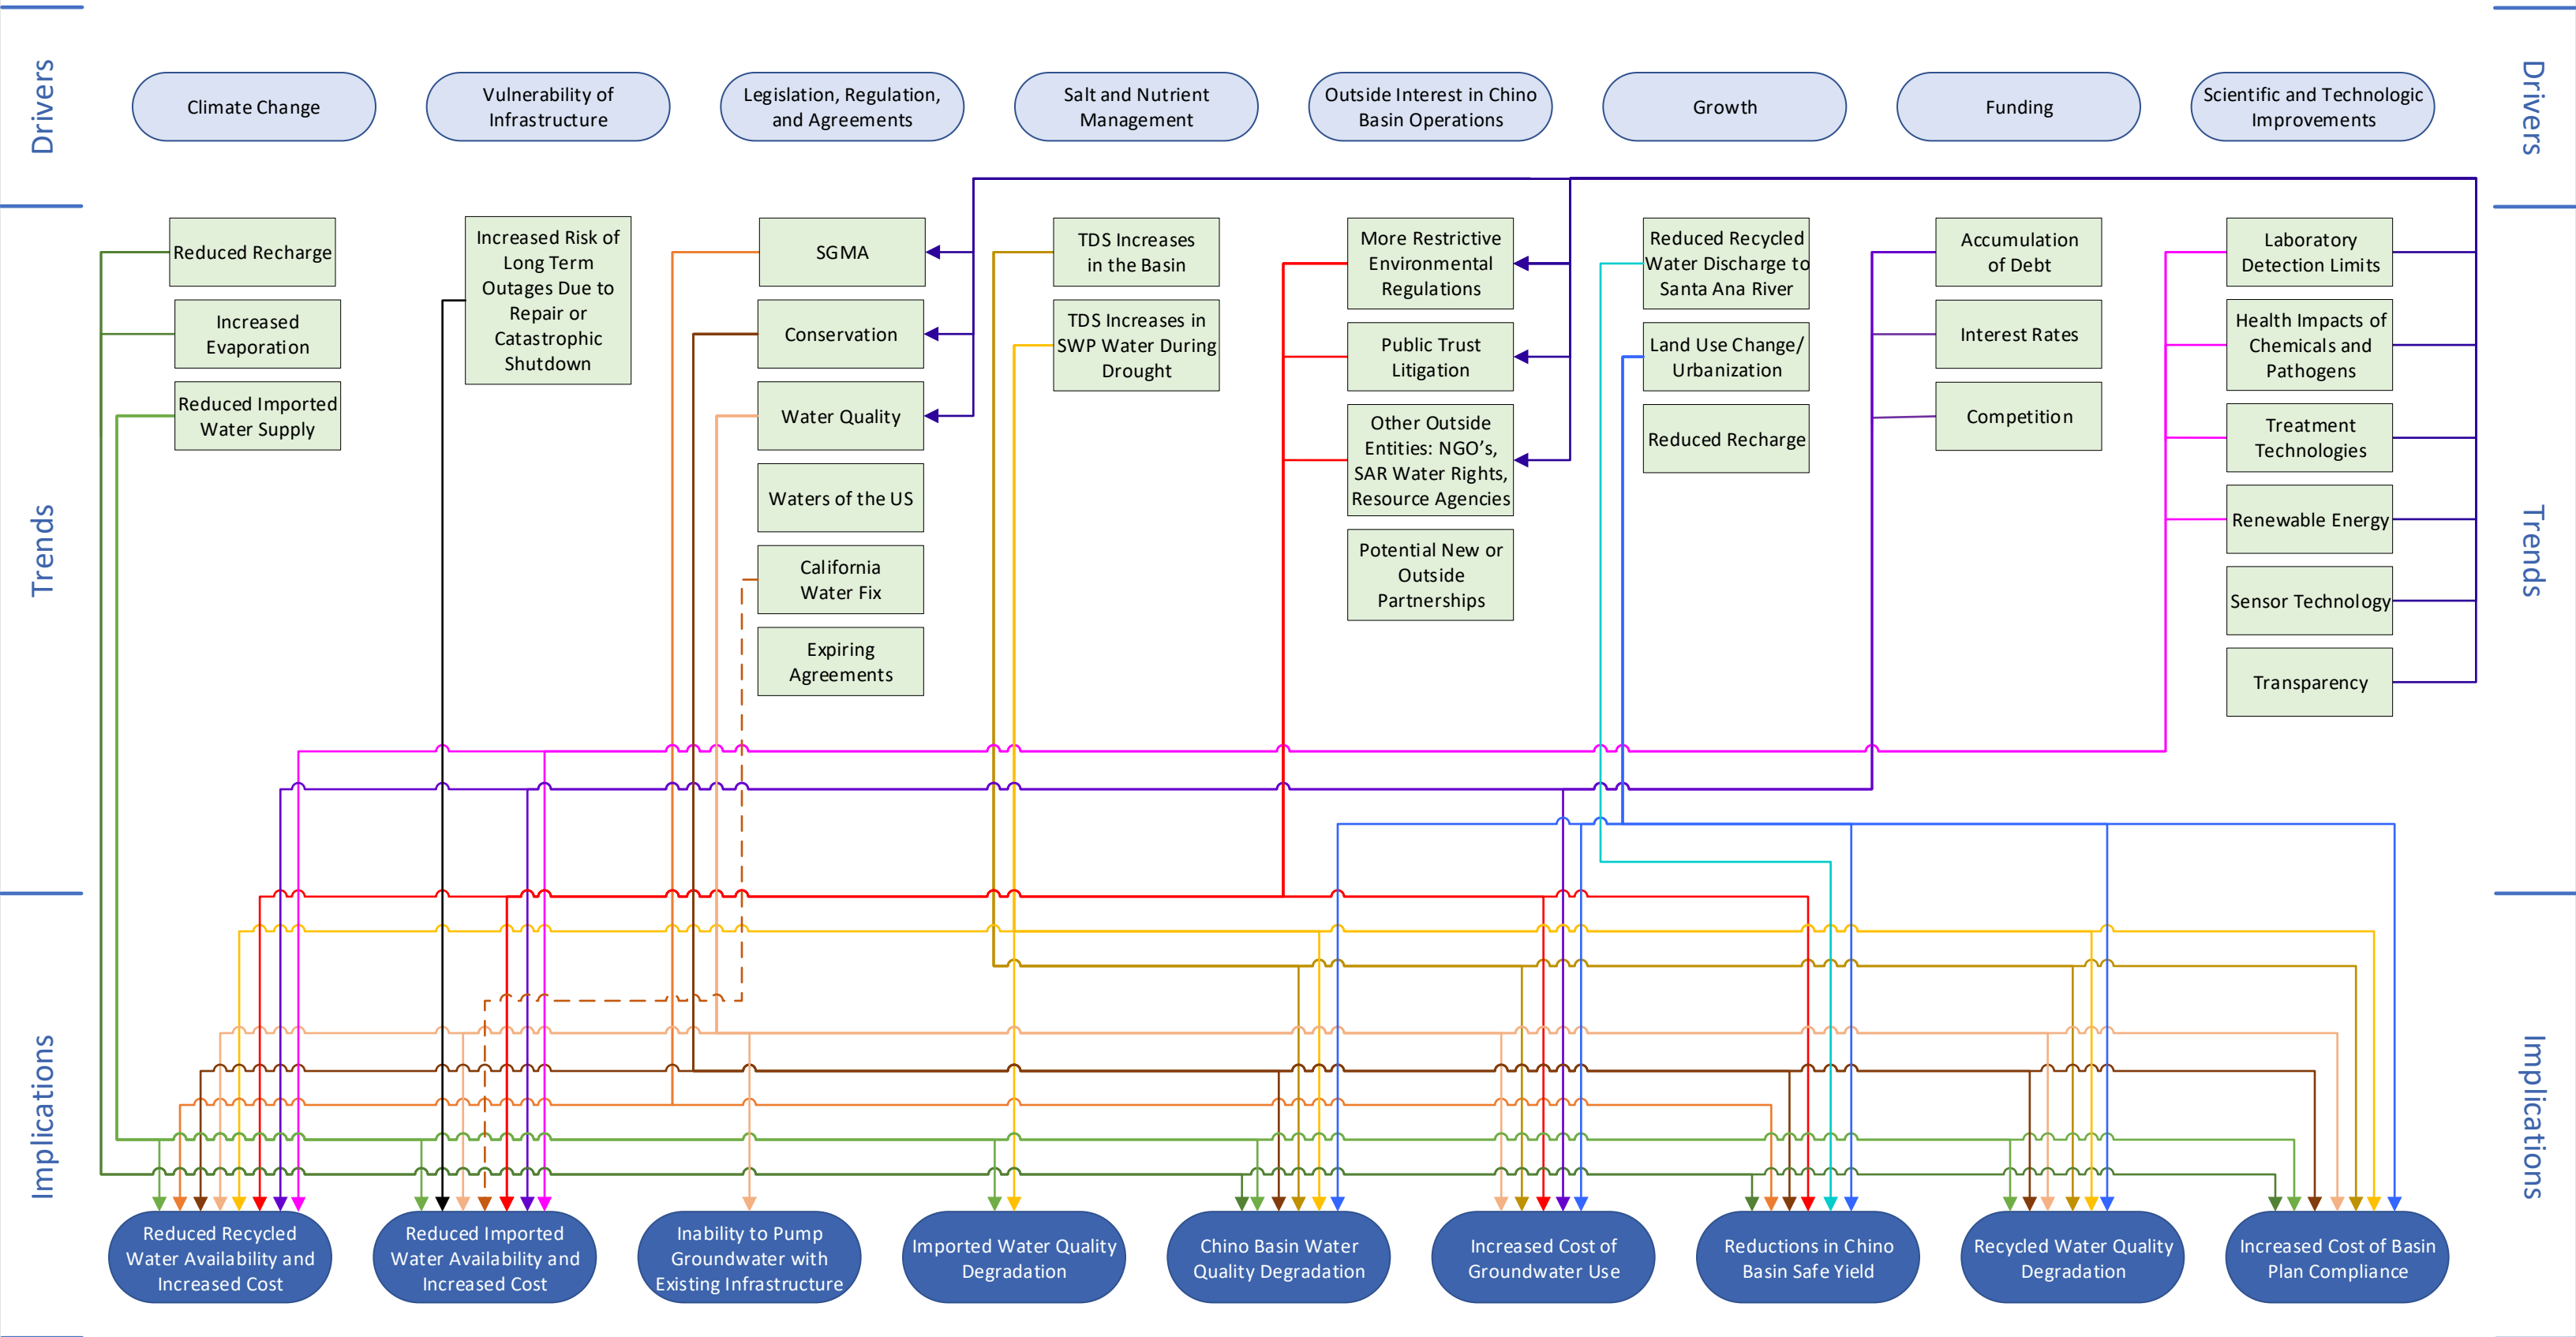 Drivers
Climate Change
Vulnerability of
Infrastructure
Legislation, Regulation,
and Agreements
Salt and Nutrient
Management
Outside Interest in Chino
Basin Operations
Growth
Funding
Scientific and Technologic
Improvements
Drivers
Trends
Reduced Recharge
Increased
Evaporation
Reduced Imported
Water Supply
Increased Risk of
Long Term
Outages Due to
Repair or
Catastrophic
Shutdown
SGMA
Conservation
Water Quality
Waters of the US
California
Water Fix
Expiring
Agreements
TDS Increases
in the Basin
TDS Increases in
SWP Water During
Drought
More Restrictive
Environmental
Regulations
Public Trust
Litigation
Other Outside
Entities: NGO’s,
SAR Water Rights,
Resource Agencies
Potential New or
Outside
Partnerships
Reduced Recycled
Water Discharge to
Santa Ana River
Land Use Change/
Urbanization
Reduced Recharge
Accumulation
of Debt
Interest Rates
Competition
Laboratory
Detection Limits
Health Impacts of
Chemicals and
Pathogens
Treatment
Technologies
Renewable Energy
Sensor Technology
Transparency
Trends
Implications
Reduced Recycled
Water Availability and
Increased Cost
Reduced Imported
Water Availability and
Increased Cost
Inability to Pump
Groundwater with
Existing Infrastructure
Imported Water Quality
Degradation
Chino Basin Water
Quality Degradation
Increased Cost of
Groundwater Use
Reductions in Chino
Basin Safe Yield
Recycled Water Quality
Degradation
Increased Cost of Basin
Plan Compliance
Implications